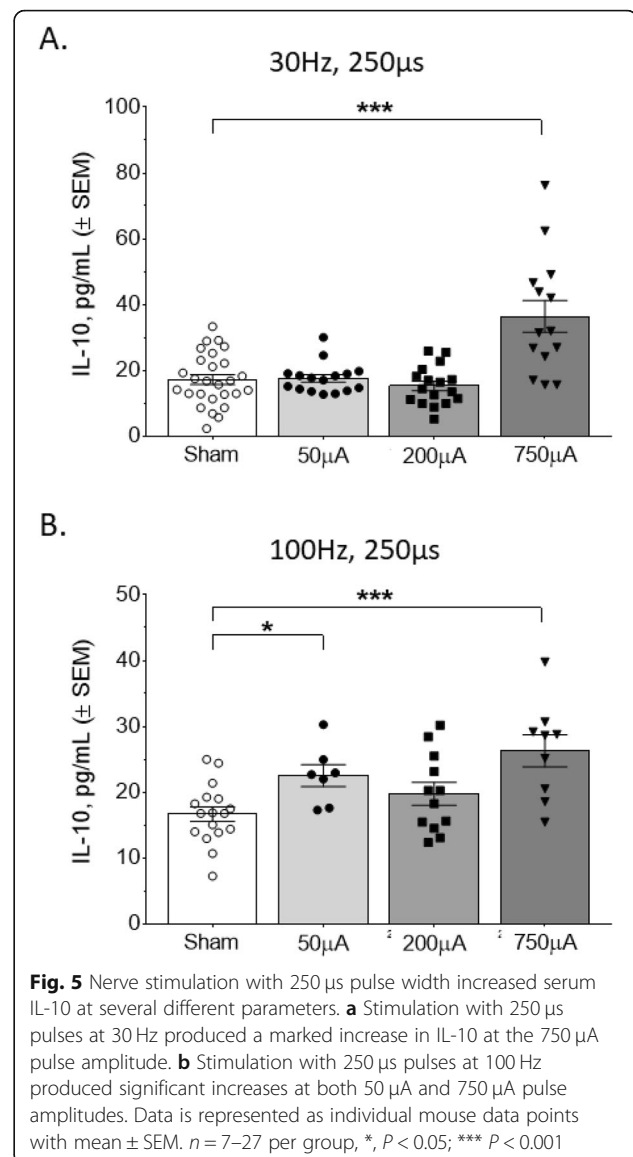 A.
30Hz, 250µs
***
100
80
60
40
20
0
IL-10, pg/mL (± SEM)
Sham 50µA 200µA 750µA
B.
100Hz, 250µs
***
*
50
40
30
20
10
0
IL-10, pg/mL (± SEM)
Sham 50µA 200µA 750µA
Fig. 5 Nerve stimulation with 250 µs pulse width increased serum
IL-10 at several different parameters. a Stimulation with 250 µs
pulses at 30 Hz produced a marked increase in IL-10 at the 750 µA
pulse amplitude. b Stimulation with 250 µs pulses at 100 Hz
produced significant increases at both 50 µA and 750 µA pulse
amplitudes. Data is represented as individual mouse data points
with mean ± SEM. n = 7–27 per group, *, P < 0.05; *** P < 0.001